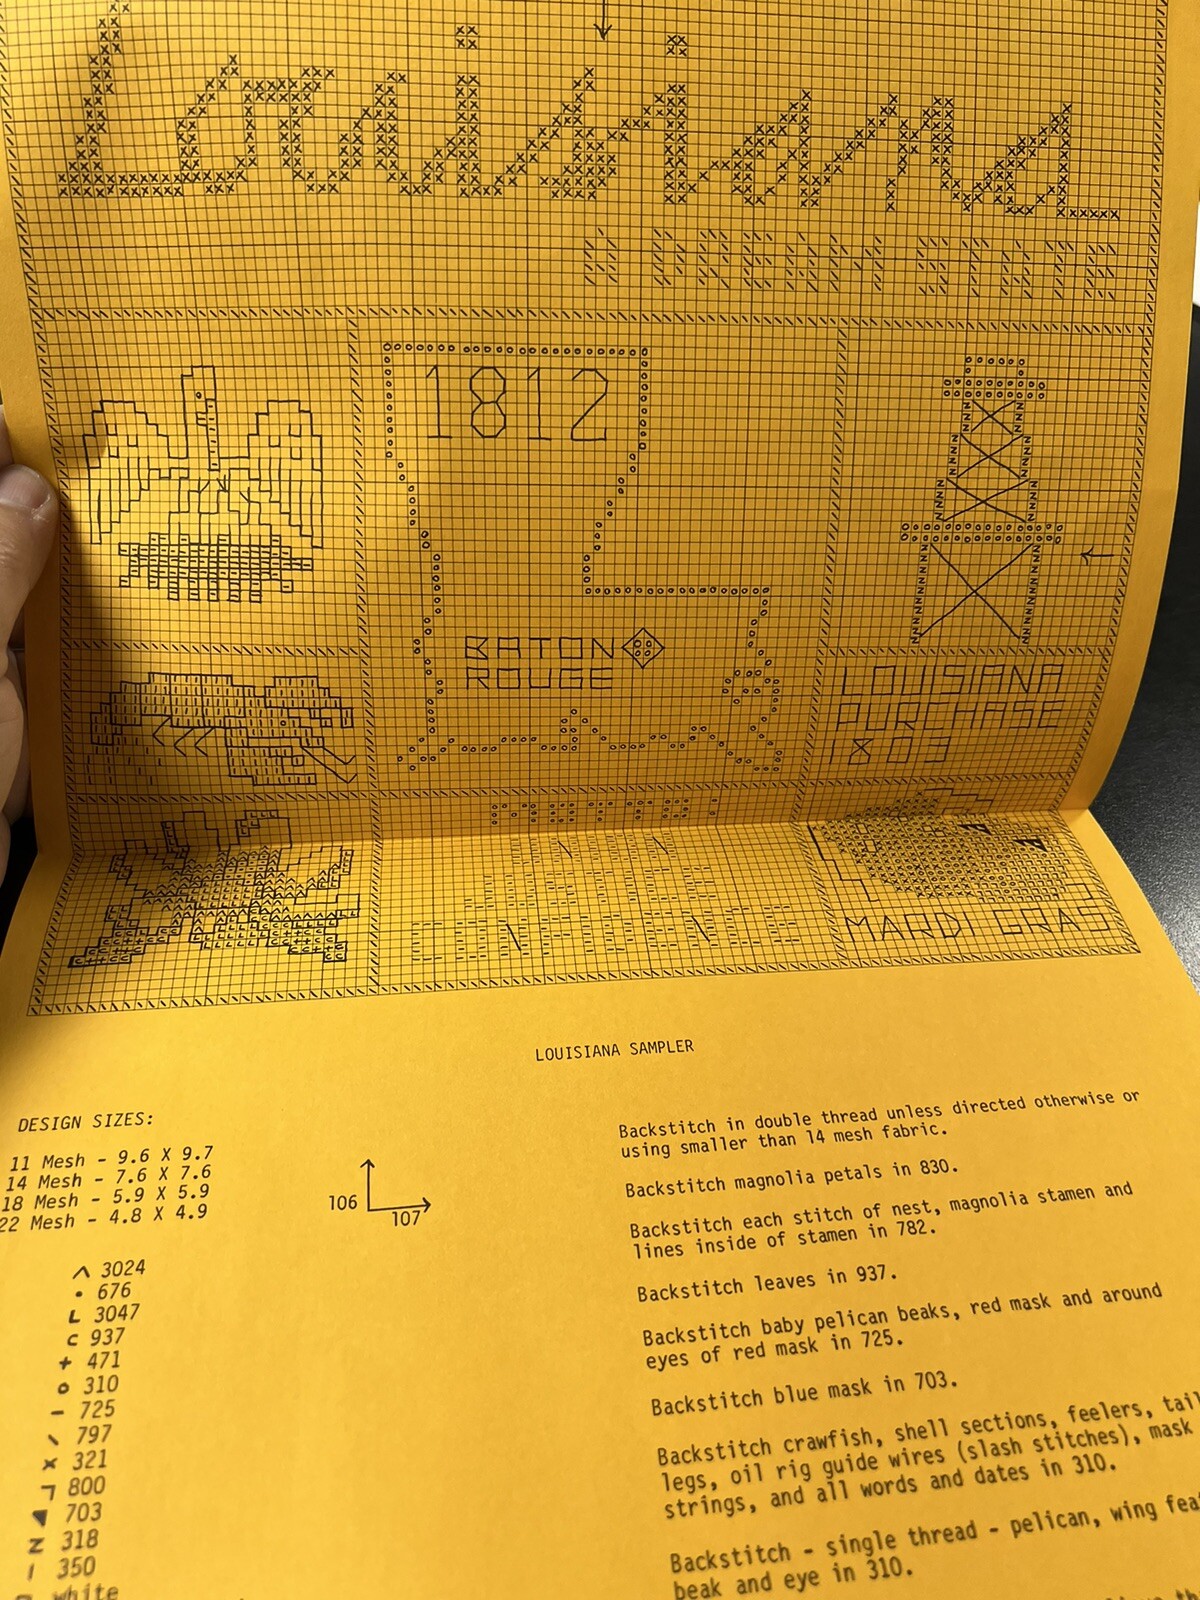 Louisiana
A DREAM STATE
1812
BATON
ROUGE
LOUISIANA
PURCHASE
1803
MARDI GRAS
LOUISIANA SAMPLER
DESIGN SIZES:
11 Mesh - 9.6 X 9.7
14 Mesh - 7.6 X 7.6
18 Mesh - 5.9 X 5.9
22 Mesh - 4.8 X 4.9
106
107
^ 3024
• 676
L 3047
C 937
+ 471
o 310
- 725
\ 797
x 321
¬ 800
◢ 703
Z 318
I 350
white
Backstitch in double thread unless directed otherwise or
using smaller than 14 mesh fabric.
Backstitch magnolia petals in 830.
Backstitch each stitch of nest, magnolia stamen and
lines inside of stamen in 782.
Backstitch leaves in 937.
Backstitch baby pelican beaks, red mask and around
eyes of red mask in 725.
Backstitch blue mask in 703.
Backstitch crawfish, shell sections, feelers, tail
legs, oil rig guide wires (slash stitches), mask
strings, and all words and dates in 310.
Backstitch - single thread - pelican, wing
beak and eye in 310.